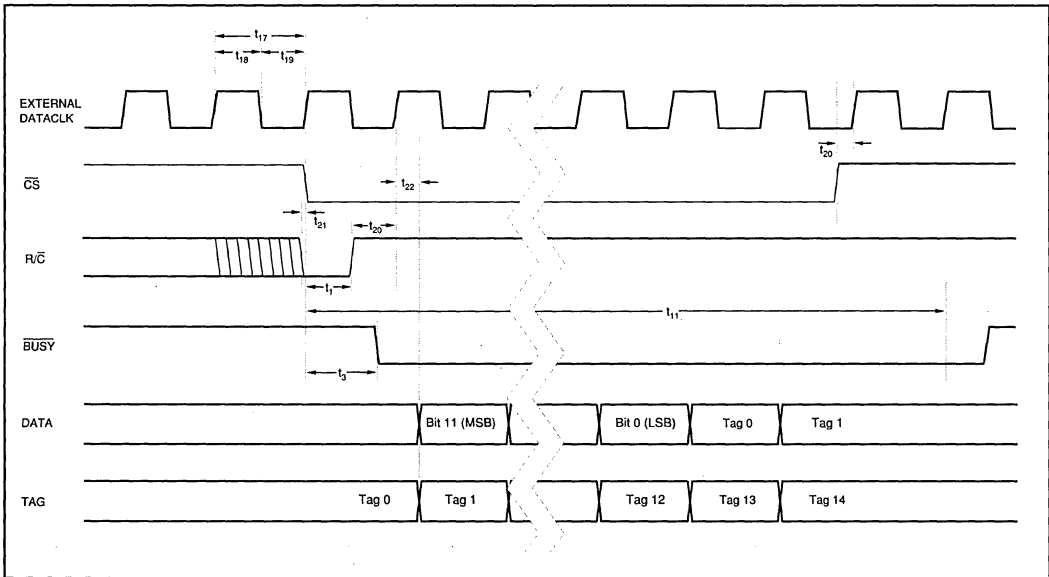 t17
t18 t19
EXTERNAL
DATACLK
t20
CS
t22
t21
t20
R/C
t1
t11
BUSY
t3
DATA
Bit 11 (MSB) Bit 0 (LSB) Tag 0 Tag 1
TAG
Tag 0 Tag 1 Tag 12 Tag 13 Tag 14